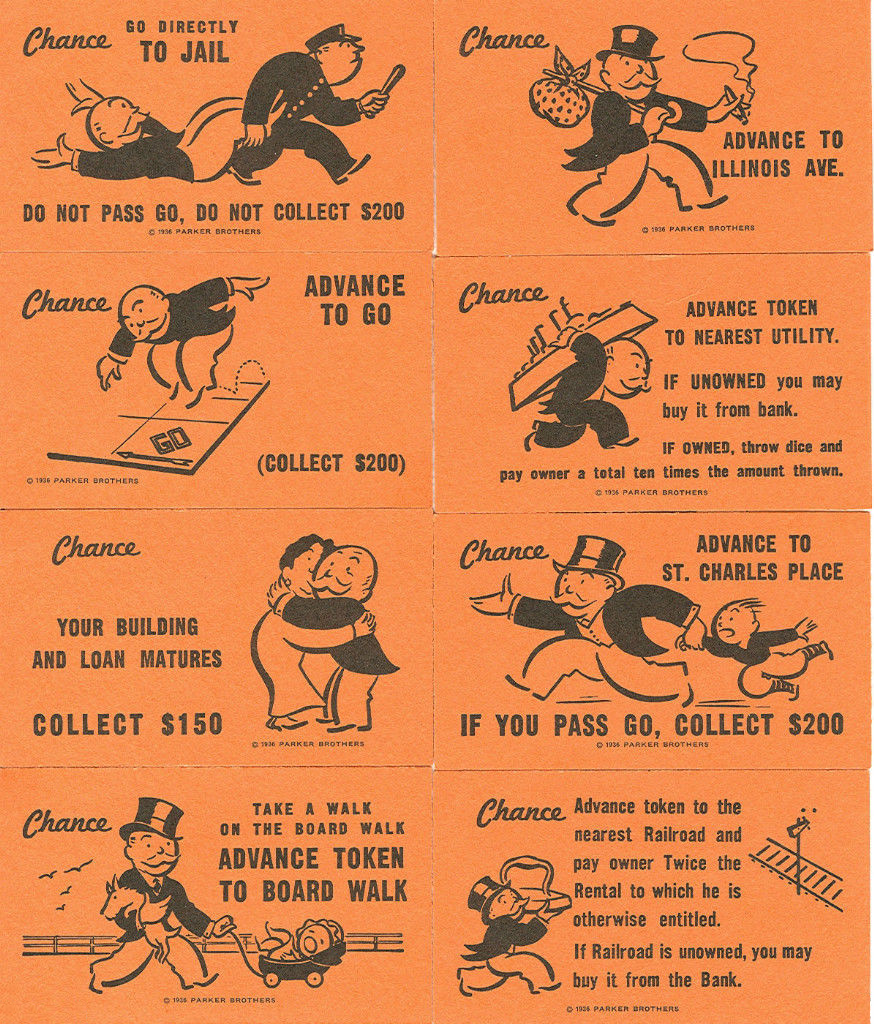 Chance
GO DIRECTLY
TO JAIL
DO NOT PASS GO, DO NOT COLLECT $200
© 1936 PARKER BROTHERS
Chance
ADVANCE TO
ILLINOIS AVE.
© 1936 PARKER BROTHERS
Chance
ADVANCE
TO GO
GO
(COLLECT $200)
© 1936 PARKER BROTHERS
Chance
ADVANCE TOKEN
TO NEAREST UTILITY.
IF UNOWNED you may
buy it from bank.
IF OWNED, throw dice and
pay owner a total ten times the amount thrown.
© 1936 PARKER BROTHERS
Chance
YOUR BUILDING
AND LOAN MATURES
COLLECT $150
© 1936 PARKER BROTHERS
Chance
ADVANCE TO
ST. CHARLES PLACE
IF YOU PASS GO, COLLECT $200
© 1936 PARKER BROTHERS
Chance
TAKE A WALK
ON THE BOARD WALK
ADVANCE TOKEN
TO BOARD WALK
© 1936 PARKER BROTHERS
Chance
Advance token to the
nearest Railroad and
pay owner Twice the
Rental to which he is
otherwise entitled.
If Railroad is unowned, you may
buy it from the Bank.
© 1936 PARKER BROTHERS